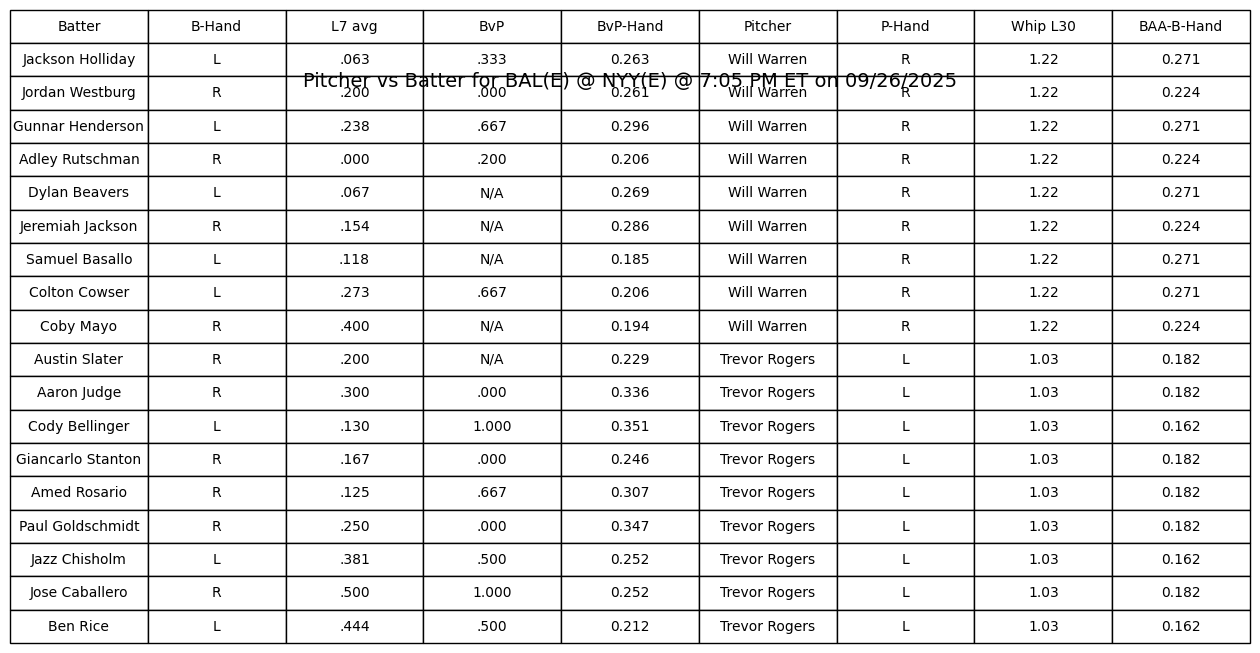 Batter B-Hand L7 avg BvP BvP-Hand Pitcher P-Hand Whip L30 BAA-B-Hand
Jackson Holliday L .063 .333 0.263 Will Warren R 1.22 0.271
Pitcher vs Batter for BAL(E) @ NYY(E) @ 7:05 PM ET on 09/26/2025
Jordan Westburg R .200 .000 0.261 Will Warren R 1.22 0.224
Gunnar Henderson L .238 .667 0.296 Will Warren R 1.22 0.271
Adley Rutschman R .000 .200 0.206 Will Warren R 1.22 0.224
Dylan Beavers L .067 N/A 0.269 Will Warren R 1.22 0.271
Jeremiah Jackson R .154 N/A 0.286 Will Warren R 1.22 0.224
Samuel Basallo L .118 N/A 0.185 Will Warren R 1.22 0.271
Colton Cowser L .273 .667 0.206 Will Warren R 1.22 0.271
Coby Mayo R .400 N/A 0.194 Will Warren R 1.22 0.224
Austin Slater R .200 N/A 0.229 Trevor Rogers L 1.03 0.182
Aaron Judge R .300 .000 0.336 Trevor Rogers L 1.03 0.182
Cody Bellinger L .130 1.000 0.351 Trevor Rogers L 1.03 0.162
Giancarlo Stanton R .167 .000 0.246 Trevor Rogers L 1.03 0.182
Amed Rosario R .125 .667 0.307 Trevor Rogers L 1.03 0.182
Paul Goldschmidt R .250 .000 0.347 Trevor Rogers L 1.03 0.182
Jazz Chisholm L .381 .500 0.252 Trevor Rogers L 1.03 0.162
Jose Caballero R .500 1.000 0.252 Trevor Rogers L 1.03 0.182
Ben Rice L .444 .500 0.212 Trevor Rogers L 1.03 0.162